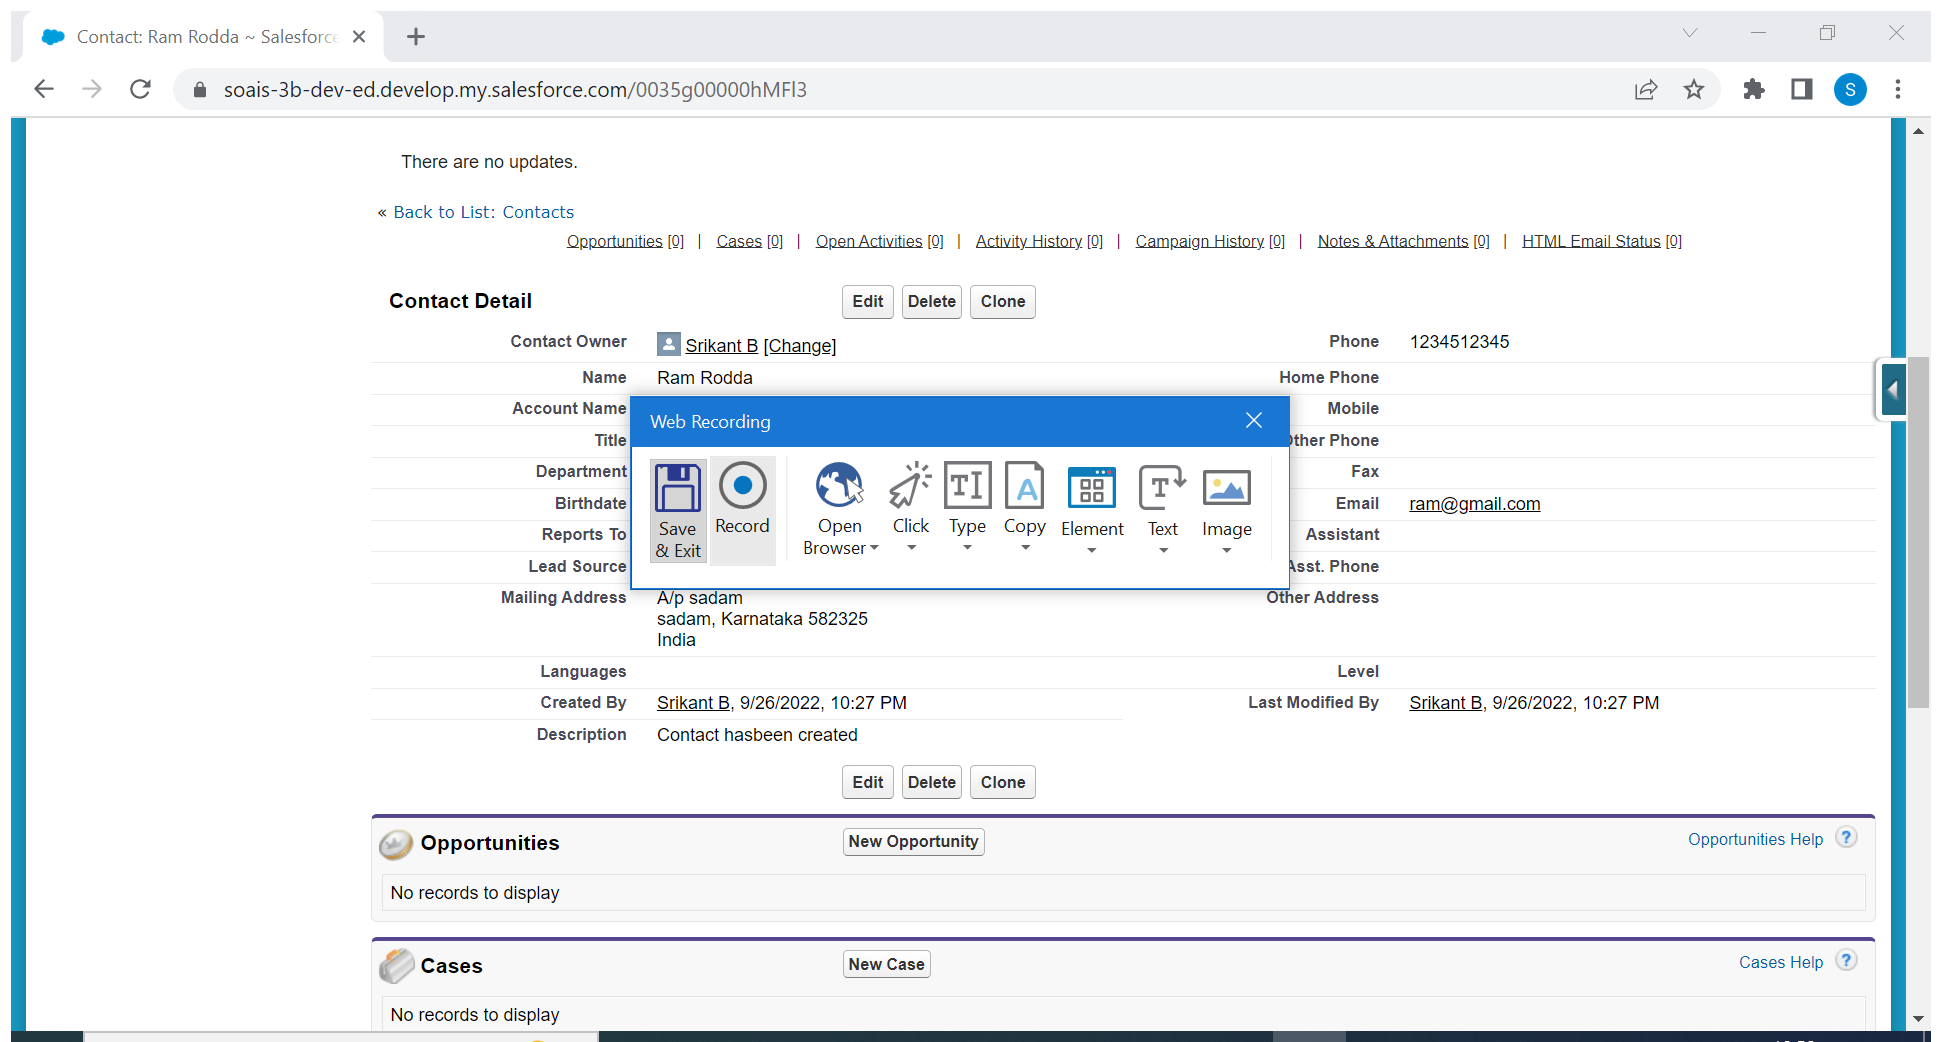 Contact: Ram Rodda ~ Salesforce
soais-3b-dev-ed.develop.my.salesforce.com/0035g00000hMFl3
S
There are no updates.
« Back to List: Contacts
Opportunities [0] | Cases [0] | Open Activities [0] | Activity History [0] | Campaign History [0] | Notes & Attachments [0] | HTML Email Status [0]
Contact Detail Edit Delete Clone
Contact Owner Srikant B [Change] Phone 1234512345
Name Ram Rodda Home Phone
Account Name Mobile
Title Other Phone
Department Fax
Birthdate Email ram@gmail.com
Reports To Assistant
Lead Source Asst. Phone
Web Recording
Save & Exit
Record
Open Browser
Click
Type
Copy
Element
Text
Image
Mailing Address A/p sadam Other Address
sadam, Karnataka 582325
India
Languages Level
Created By Srikant B, 9/26/2022, 10:27 PM Last Modified By Srikant B, 9/26/2022, 10:27 PM
Description Contact hasbeen created
Edit Delete Clone
Opportunities New Opportunity Opportunities Help ?
No records to display
Cases New Case Cases Help ?
No records to display